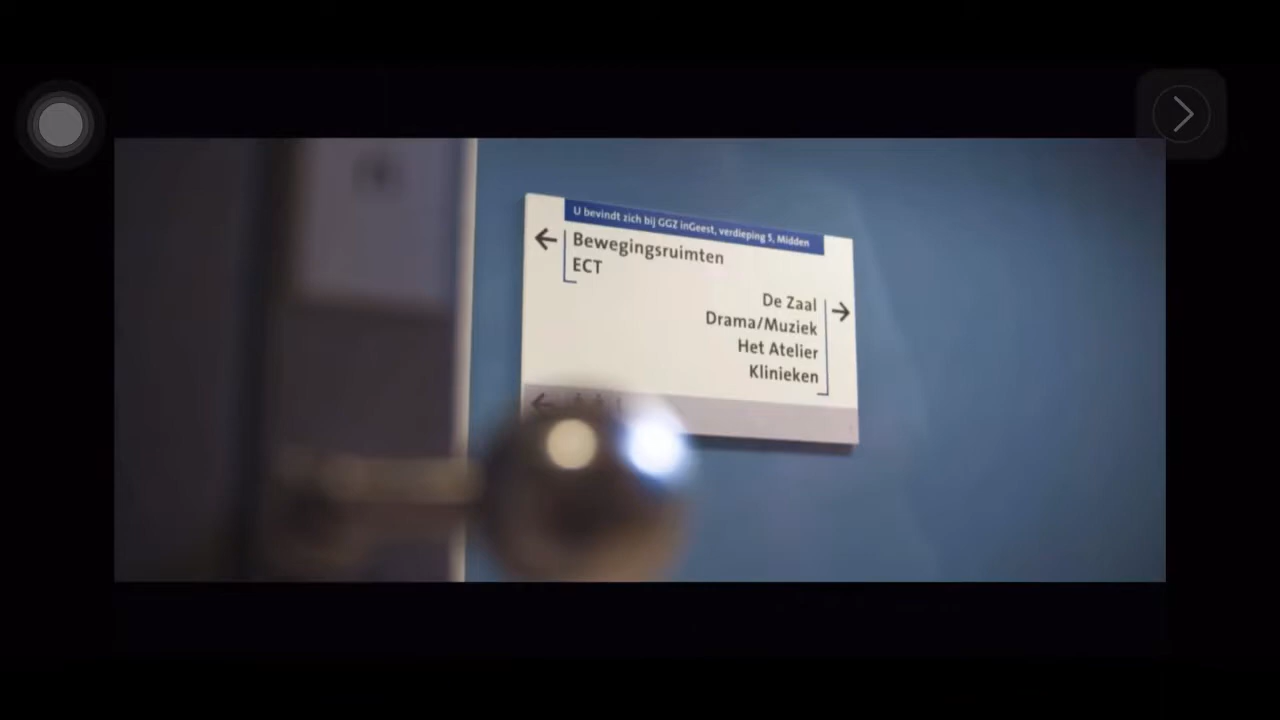 U bevindt zich bij GGZ inGeest, verdieping 5, Midden
Bewegingsruimten
ECT
De Zaal
Drama/Muziek
Het Atelier
Klinieken